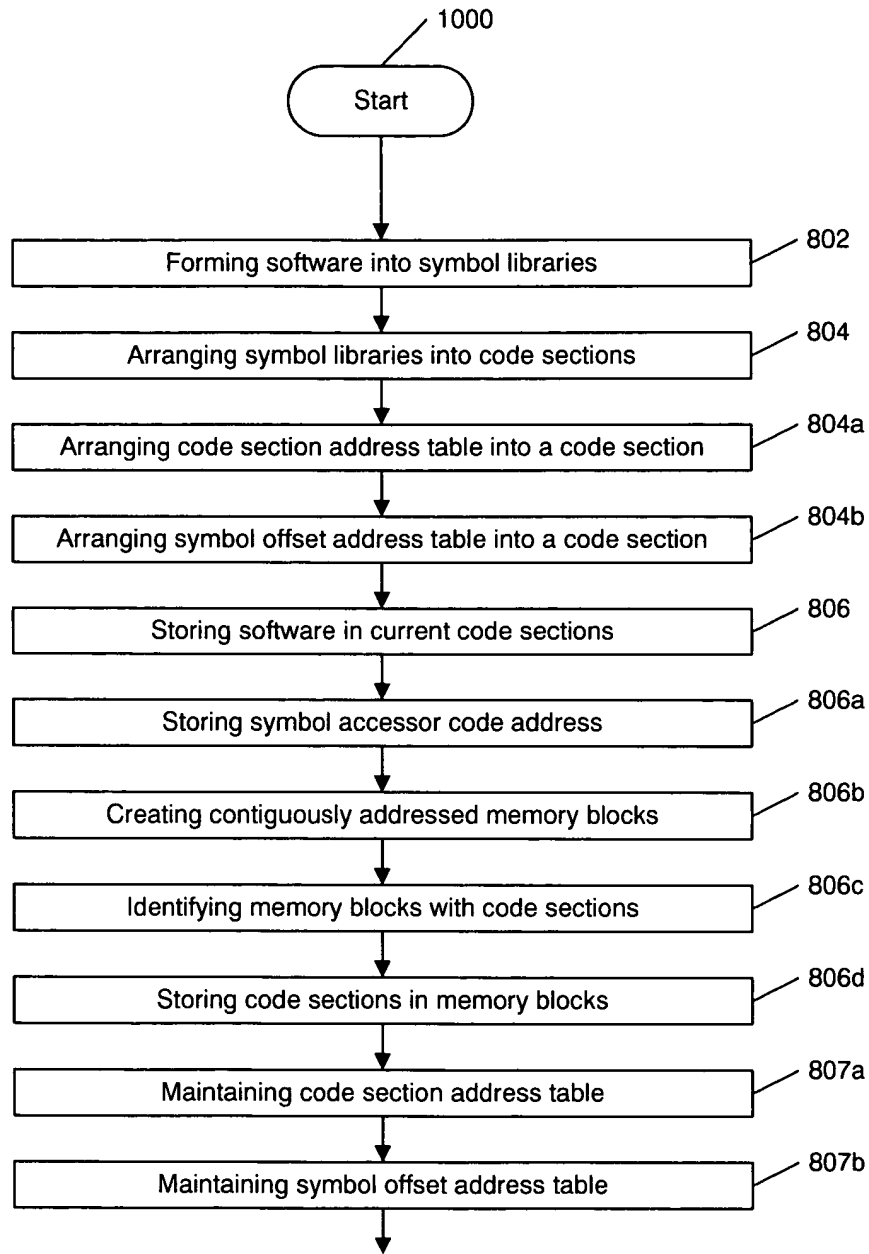 1000
Start
802
Forming software into symbol libraries
804
Arranging symbol libraries into code sections
804a
Arranging code section address table into a code section
804b
Arranging symbol offset address table into a code section
806
Storing software in current code sections
806a
Storing symbol accessor code address
806b
Creating contiguously addressed memory blocks
806c
Identifying memory blocks with code sections
806d
Storing code sections in memory blocks
807a
Maintaining code section address table
807b
Maintaining symbol offset address table